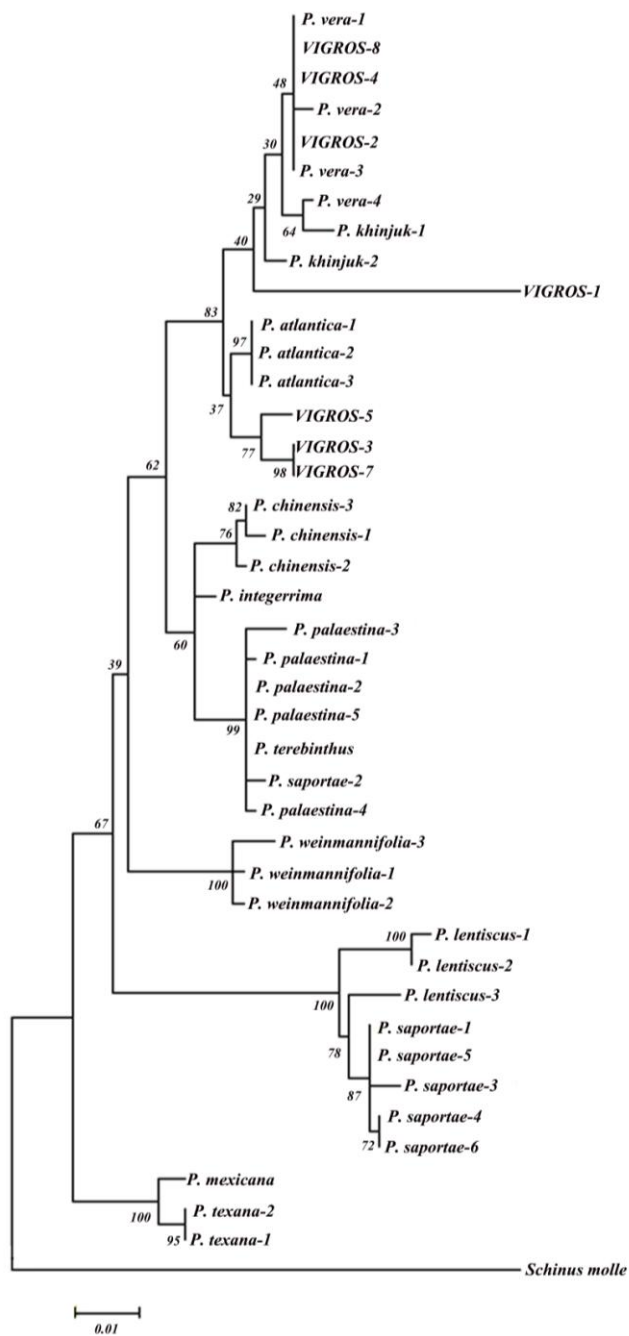 P. vera-1
VIGROS-8
48
VIGROS-4
P. vera-2
30
VIGROS-2
P. vera-3
29
P. vera-4
64
P. khinjuk-1
40
P. khinjuk-2
VIGROS-1
83
P. atlantica-1
97
P. atlantica-2
P. atlantica-3
37
VIGROS-5
77
VIGROS-3
98
VIGROS-7
62
82
P. chinensis-3
76
P. chinensis-1
P. chinensis-2
P. integerrima
60
P. palaestina-3
39
P. palaestina-1
P. palaestina-2
P. palaestina-5
99
P. terebinthus
P. saportae-2
P. palaestina-4
67
P. weinmannifolia-3
P. weinmannifolia-1
100
P. weinmannifolia-2
100
P. lentiscus-1
P. lentiscus-2
100
P. lentiscus-3
P. saportae-1
78
P. saportae-5
P. saportae-3
87
P. saportae-4
72
P. saportae-6
P. mexicana
100
P. texana-2
95
P. texana-1
Schinus molle
0.01